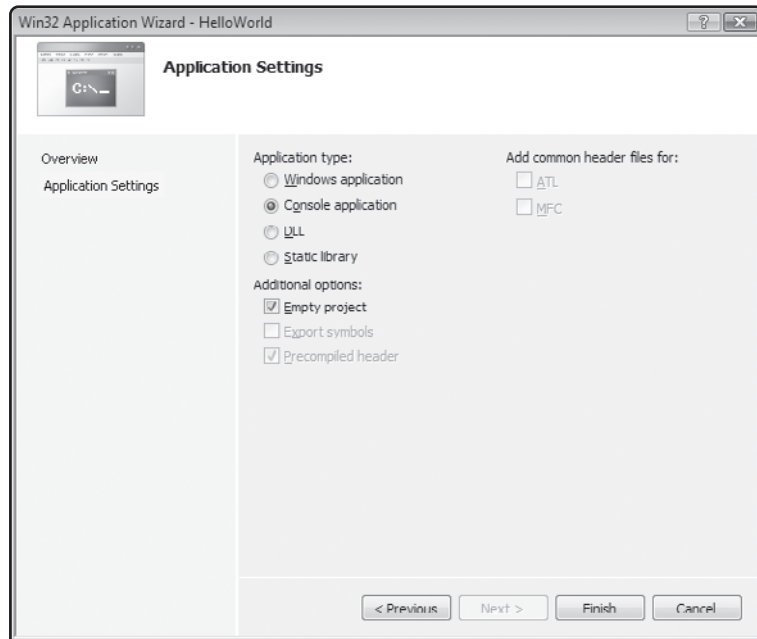 Win32 Application Wizard - HelloWorld
C:\_
Application Settings
Overview
Application Settings
Application type:
Windows application
Console application
DLL
Static library
Additional options:
Empty project
Export symbols
Precompiled header
Add common header files for:
ATL
MFC
< Previous
Next >
Finish
Cancel